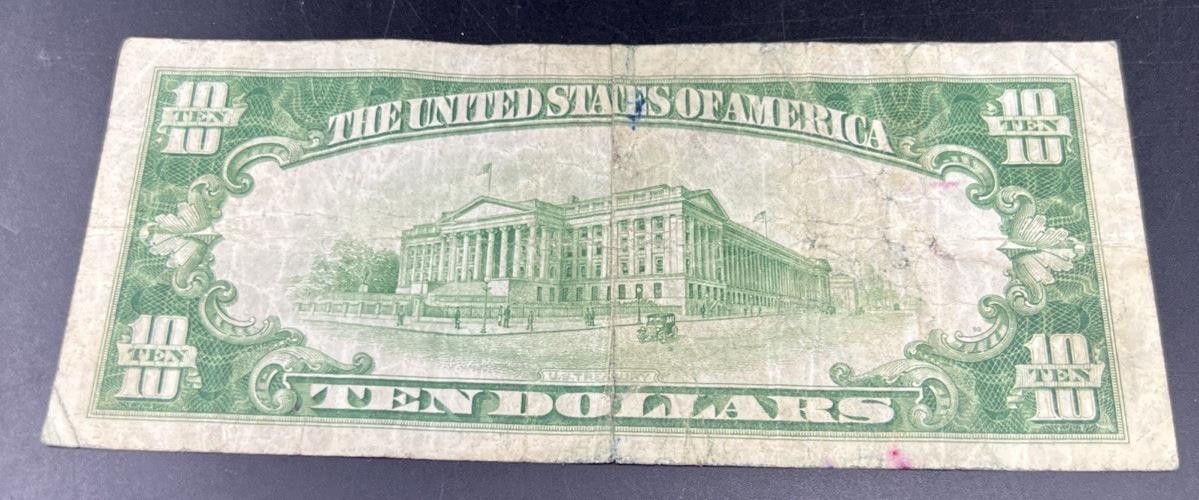 10 TEN 10
THE UNITED STATES OF AMERICA
10 TEN 10
10 TEN 10
TREASURY
TEN DOLLARS
10 TEN 10